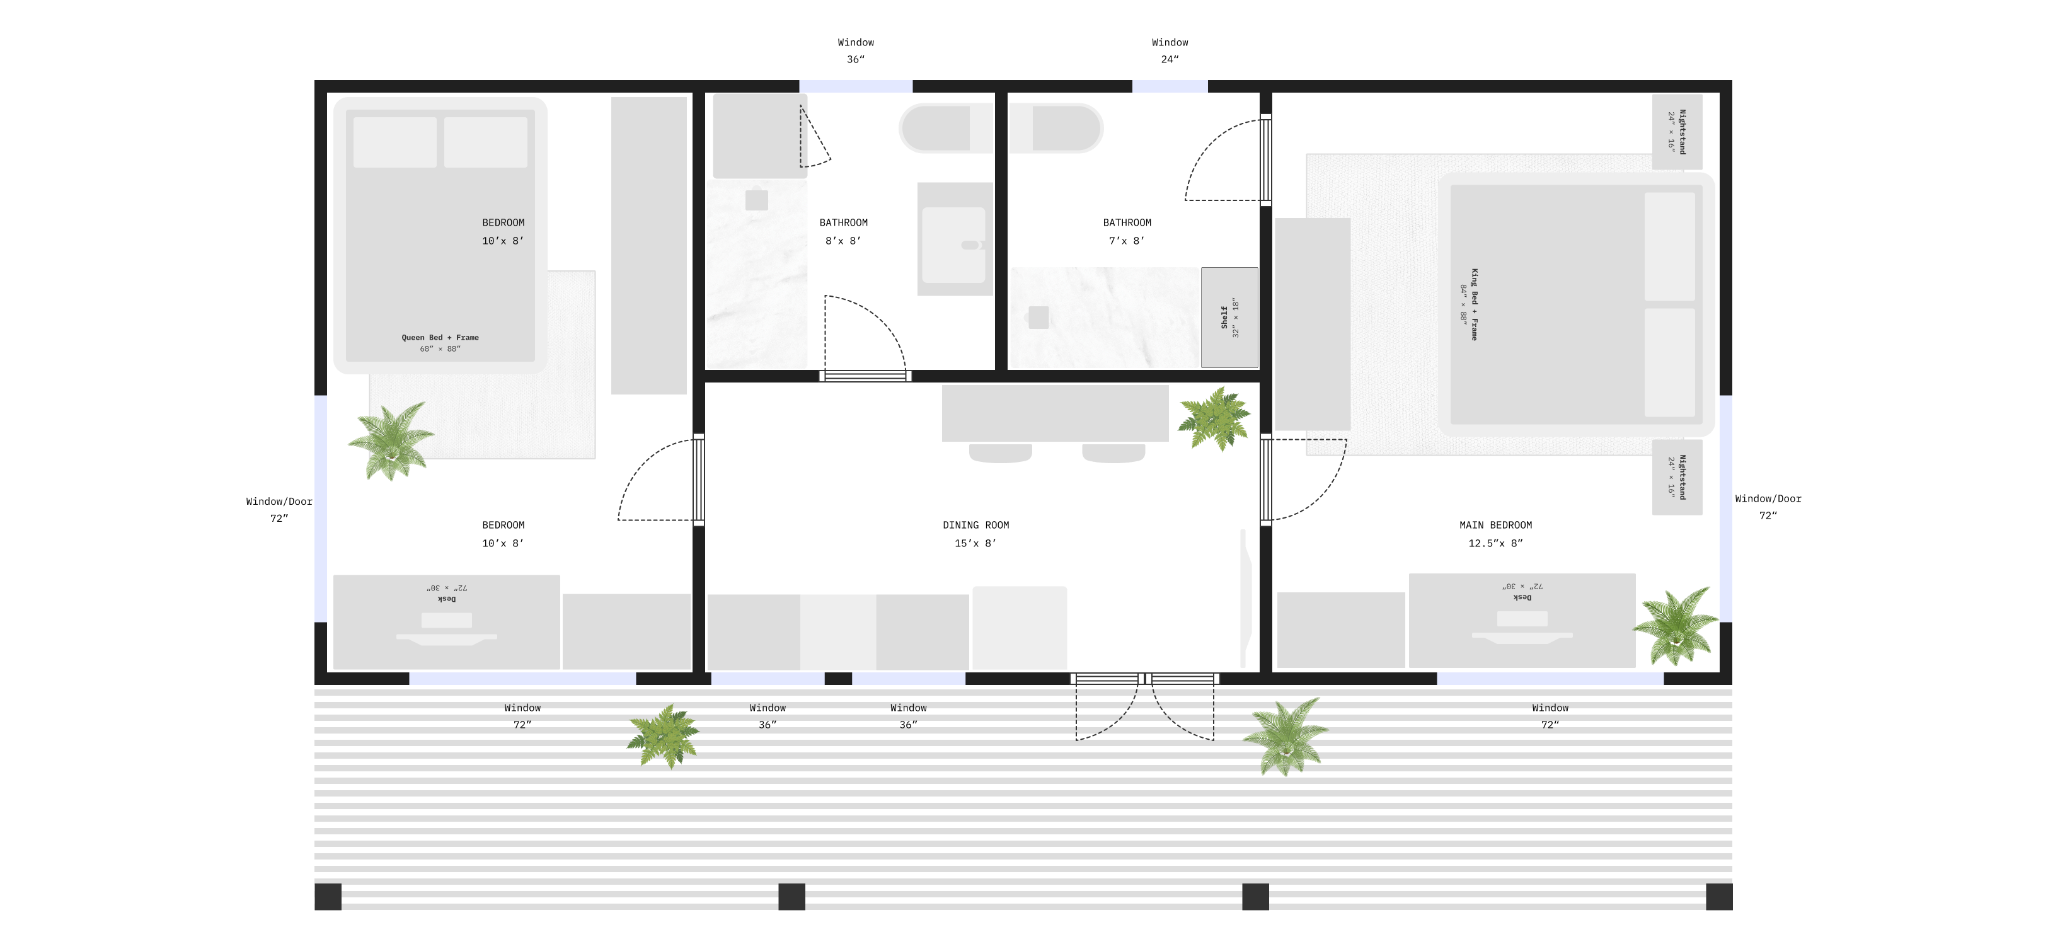 Window
36“
Window
24“
Nightstand
24” × 16”
BEDROOM
10’x 8’
BATHROOM
8’x 8’
BATHROOM
7’x 8’
King Bed + Frame
84” × 88”
Shelf
32” × 18”
Queen Bed + Frame
68” × 88”
Nightstand
24” × 16”
Window/Door
72”
Window/Door
72“
BEDROOM
10’x 8’
DINING ROOM
15’x 8’
MAIN BEDROOM
12.5”x 8”
Desk
72” × 30”
Desk
72” × 30”
Window
72”
Window
36”
Window
36”
Window
72“